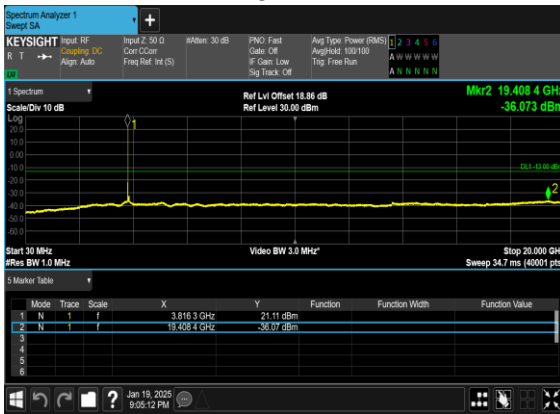 Spectrum Analyzer 1
Swept SA
+
KEYSIGHT Input: RF Input Z: 50 Ω #Atten: 30 dB PNO: Fast Avg Type: Power (RMS) 1 2 3 4 5 6
R T Coupling: DC Corr CCorr Gate: Off Avg|Hold: 100/100 A W W W W W
Align: Auto Freq Ref: Int (S) IF Gain: Low Trig: Free Run
Sig Track: Off A N N N N N
1 Spectrum Ref Lvl Offset 18.86 dB Mkr2 19.408 4 GHz
Scale/Div 10 dB Ref Level 30.00 dBm -36.073 dBm
Log
20.0
10.0
0.00
-10.0
-20.0
-30.0
-40.0
-50.0
-60.0
1
DL1 -13.00 dBm
2
Start 30 MHz Video BW 3.0 MHz* Stop 20.000 GH
#Res BW 1.0 MHz Sweep 34.7 ms (40001 pts
5 Marker Table
Mode Trace Scale X Y Function Function Width Function Value
1 N 1 f 3.816 3 GHz 21.11 dBm
2 N 1 f 19.408 4 GHz -36.07 dBm
3
4
5
6
? Jan 19, 2025
9:05:12 PM